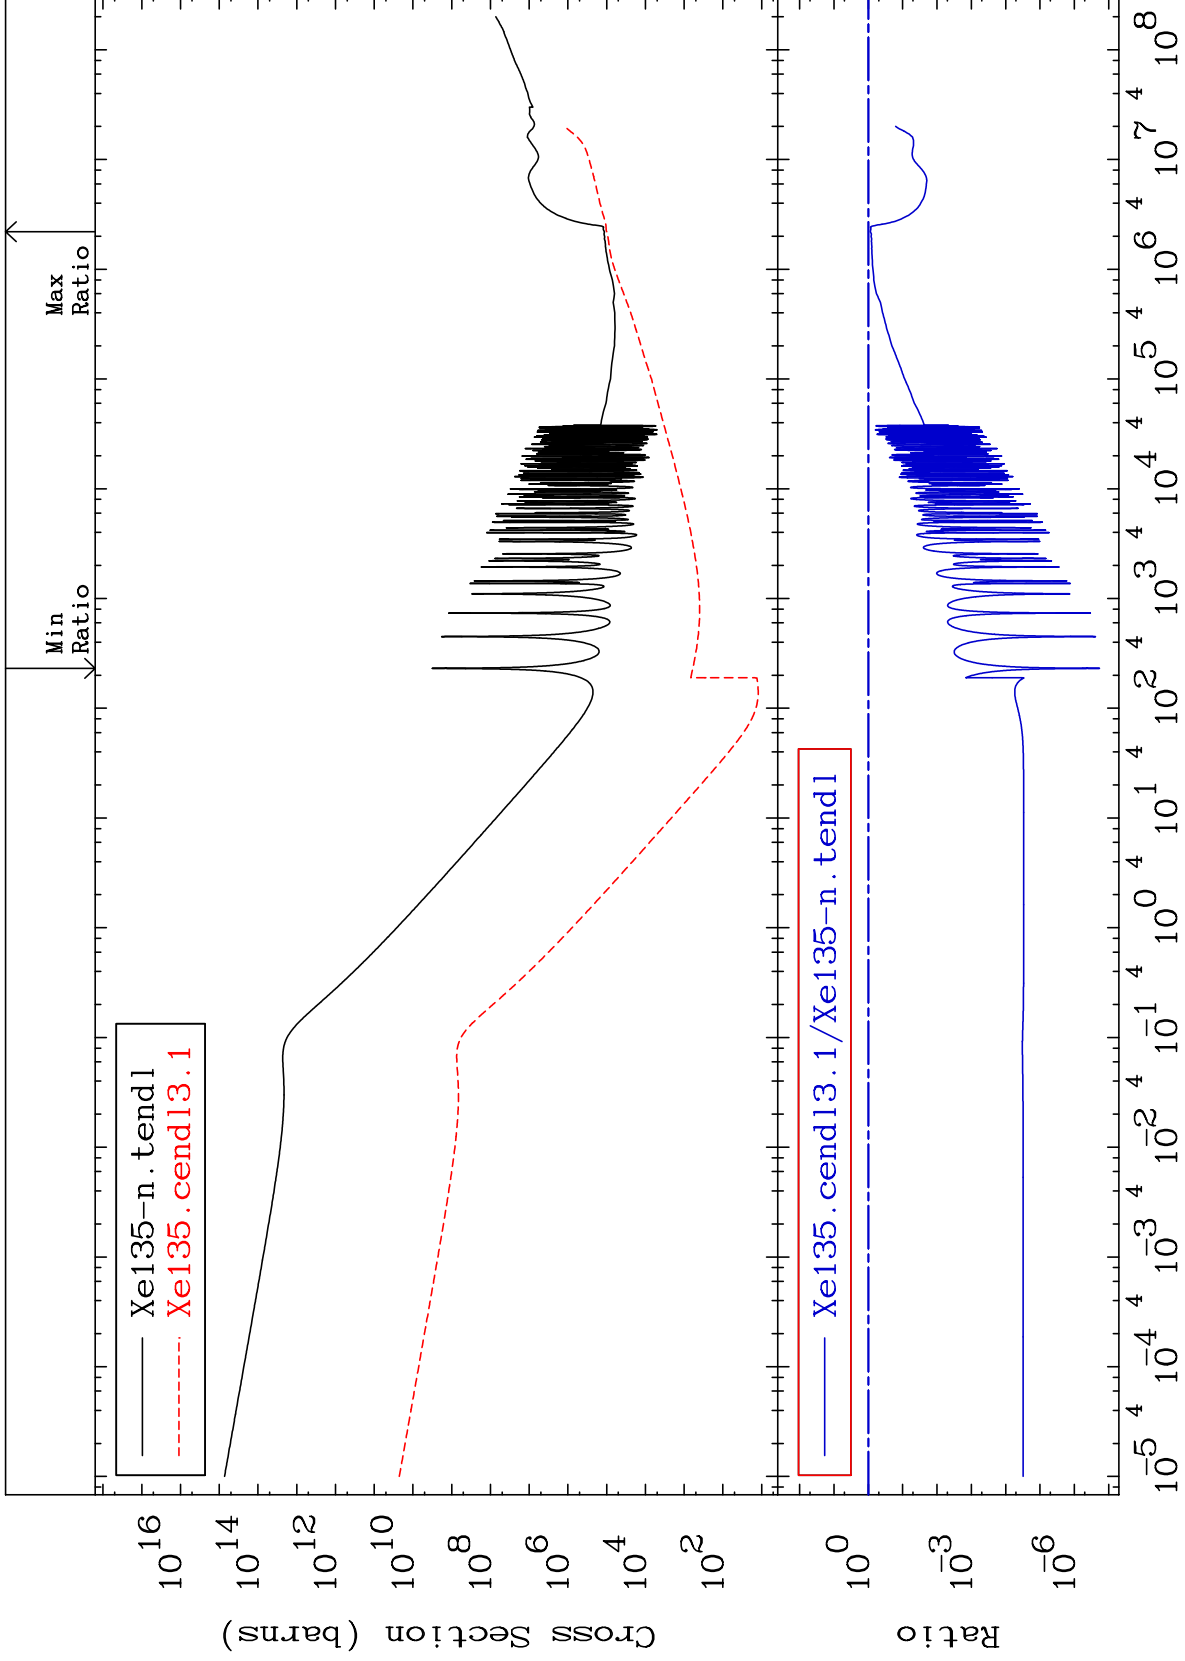 Min
Ratio
Max
Ratio
Xe135-n.tendl
Xe135.cendl3.1
Cross Section (barns)
10^16
10^14
10^12
10^10
10^8
10^6
10^4
10^2
Xe135.cendl3.1/Xe135-n.tendl
Ratio
10^0
10^-3
10^-6
10^-5 4 10^-4 4 10^-3 4 10^-2 4 10^-1 4 10^0 4 10^1 4 10^2 4 10^3 4 10^4 4 10^5 4 10^6 4 10^7 4 10^8